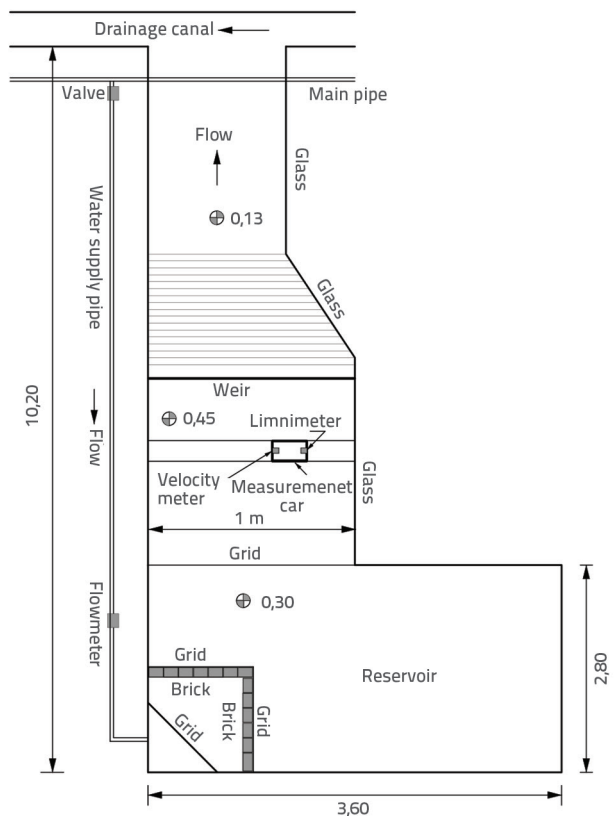 Drainage canal
Valve
Main pipe
Flow
Glass
0,13
Water supply pipe
Glass
10,20
Weir
Flow
0,45
Limnimeter
Velocity
meter
Measuremenet
car
Glass
1 m
Grid
Flowmeter
0,30
Grid
Brick
Reservoir
2,80
Grid
Brick
Grid
3,60